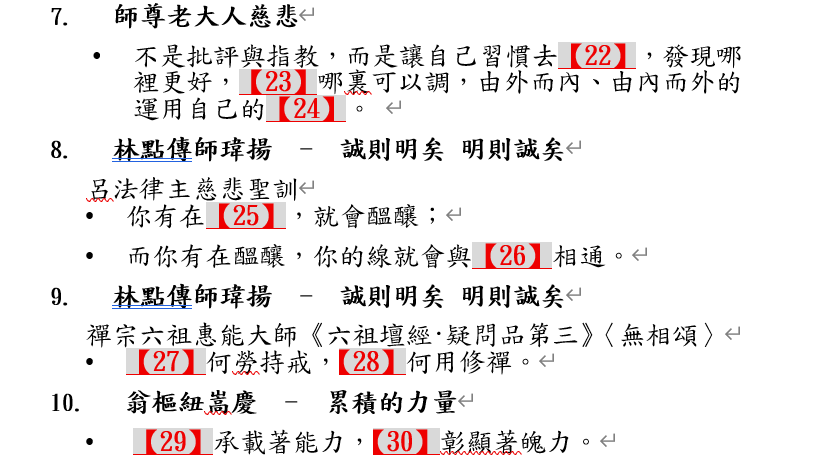 7. 師尊老大人慈悲
• 不是批評與指教，而是讓自己習慣去【22】，發現哪
裡更好，【23】哪裏可以調，由外而內、由內而外的
運用自己的【24】。
8. 林點傳師瑋揚 – 誠則明矣 明則誠矣
呂法律主慈悲聖訓
• 你有在【25】，就會醞釀；
• 而你有在醞釀，你的線就會與【26】相通。
9. 林點傳師瑋揚 – 誠則明矣 明則誠矣
禪宗六祖惠能大師《六祖壇經·疑問品第三》〈無相頌〉
• 【27】何勞持戒，【28】何用修禪。
10. 翁樞紐嵩慶 – 累積的力量
• 【29】承載著能力，【30】彰顯著魄力。